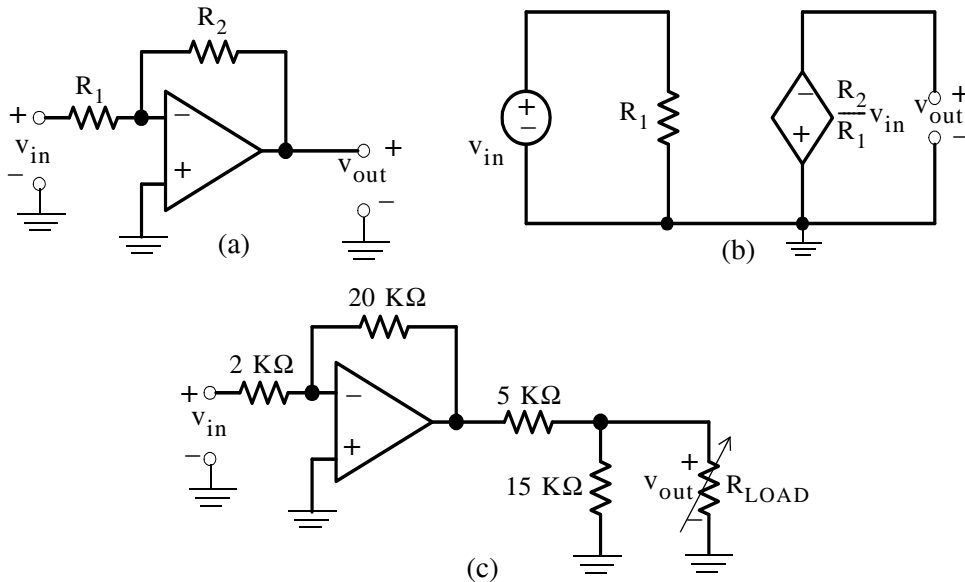 R2
R1
+
−
+
vin
−
+
vout
−
(a)
+
−
vin
R1
−
+
R2
R1
vin
+
vout
−
(b)
20 KΩ
2 KΩ
+
vin
−
−
+
5 KΩ
15 KΩ
+
vout
−
RLOAD
(c)